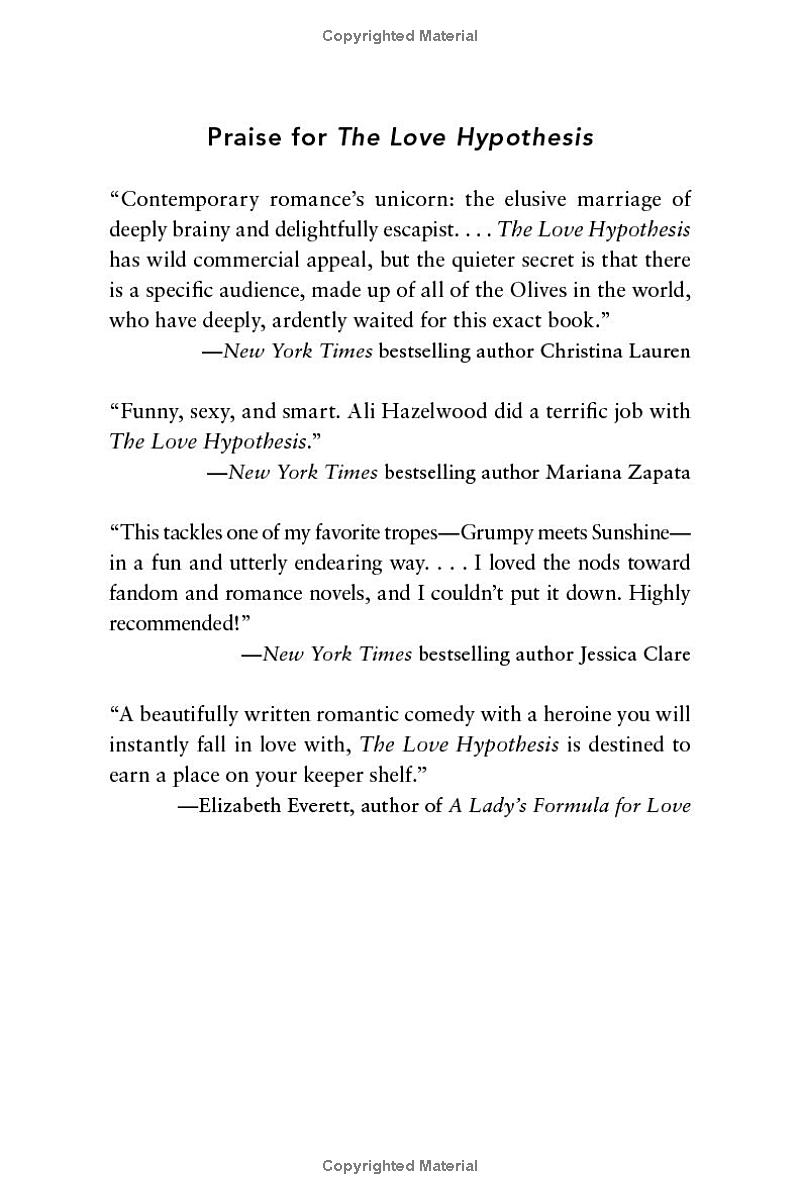 Copyrighted Material
Praise for The Love Hypothesis
“Contemporary romance’s unicorn: the elusive marriage of
deeply brainy and delightfully escapist. . . . The Love Hypothesis
has wild commercial appeal, but the quieter secret is that there
is a specific audience, made up of all of the Olives in the world,
who have deeply, ardently waited for this exact book.”
—New York Times bestselling author Christina Lauren
“Funny, sexy, and smart. Ali Hazelwood did a terrific job with
The Love Hypothesis.”
—New York Times bestselling author Mariana Zapata
“This tackles one of my favorite tropes—Grumpy meets Sunshine—
in a fun and utterly endearing way. . . . I loved the nods toward
fandom and romance novels, and I couldn’t put it down. Highly
recommended!”
—New York Times bestselling author Jessica Clare
“A beautifully written romantic comedy with a heroine you will
instantly fall in love with, The Love Hypothesis is destined to
earn a place on your keeper shelf.”
—Elizabeth Everett, author of A Lady’s Formula for Love
Copyrighted Material